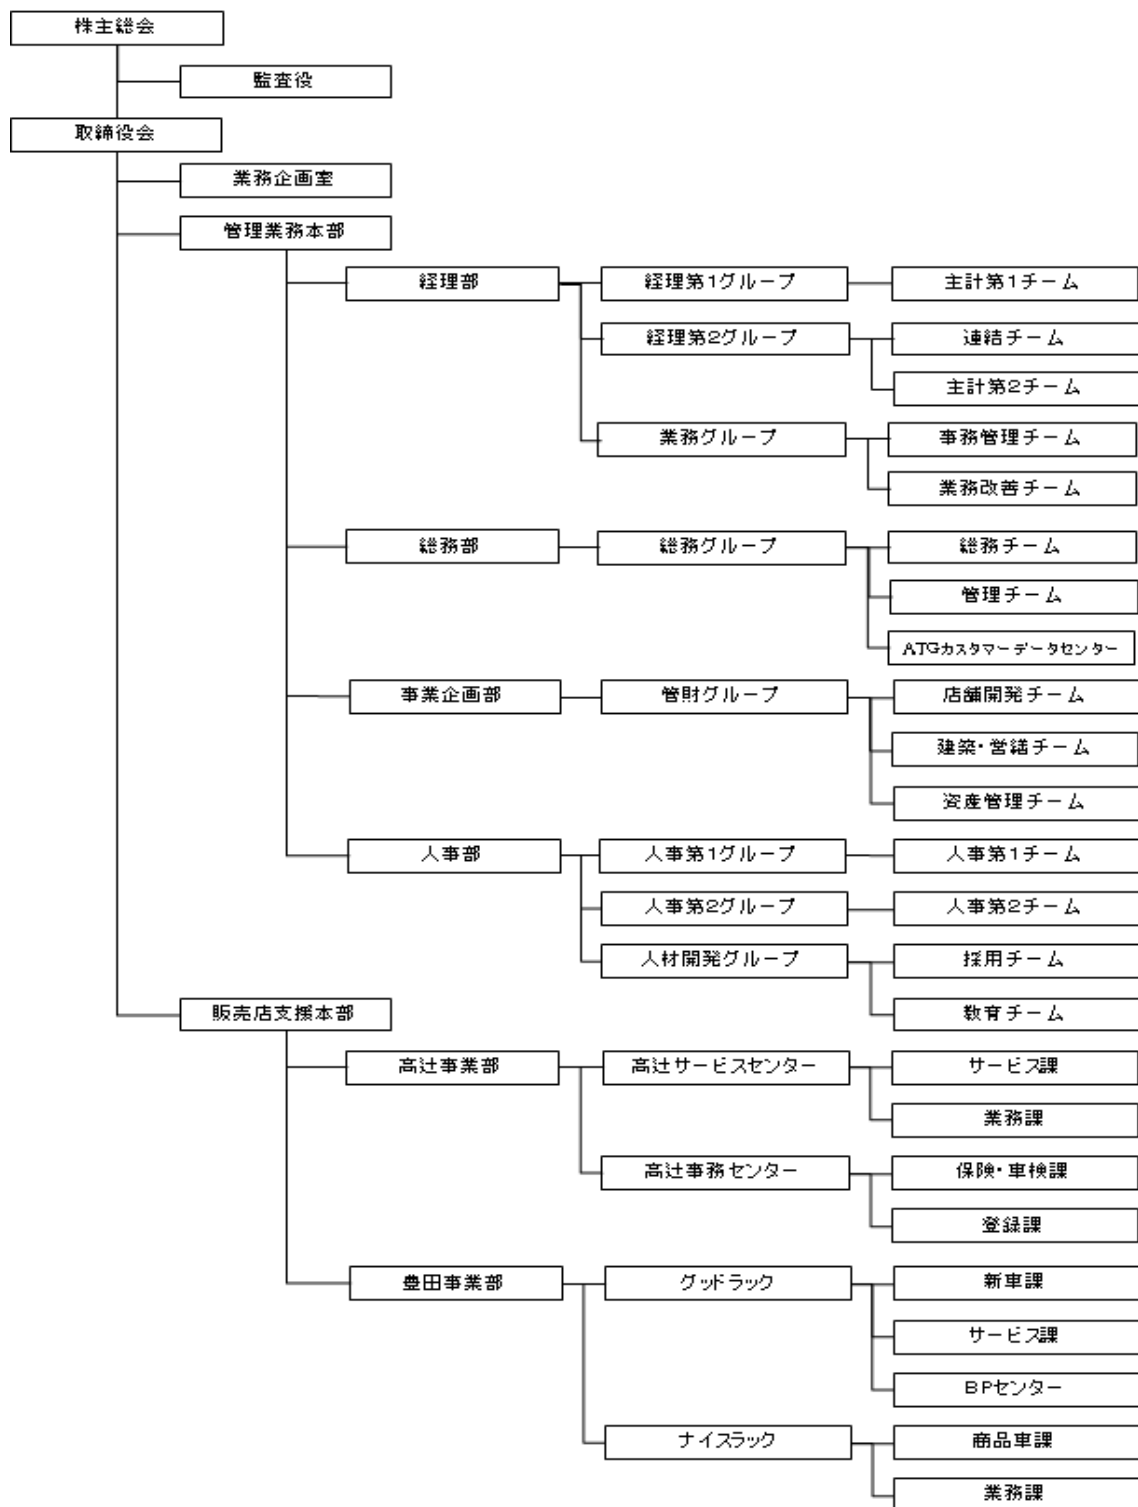 株主総会
監査役
取締役会
業務企画室
管理業務本部
経理部
経理第1グループ
主計第1チーム
経理第2グループ
連結チーム
主計第2チーム
業務グループ
事務管理チーム
業務改善チーム
総務部
総務グループ
総務チーム
管理チーム
ATGカスタマーデータセンター
事業企画部
管財グループ
店舗開発チーム
建築・営繕チーム
資産管理チーム
人事部
人事第1グループ
人事第1チーム
人事第2グループ
人事第2チーム
人材開発グループ
採用チーム
教育チーム
販売店支援本部
高辻事業部
高辻サービスセンター
サービス課
業務課
高辻事務センター
保険・車検課
登録課
豊田事業部
グッドラック
新車課
サービス課
BPセンター
ナイスラック
商品車課
業務課